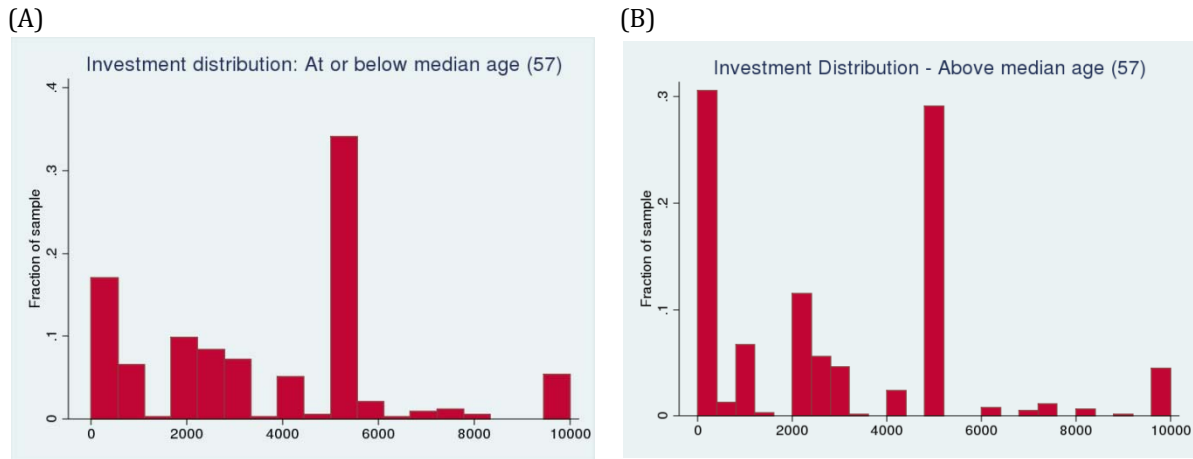 (A)
(B)
Investment distribution: At or below median age (57)
Fraction of sample
.4
.3
.2
.1
0
0 2000 4000 6000 8000 10000
Investment Distribution - Above median age (57)
Fraction of sample
.3
.2
.1
0
0 2000 4000 6000 8000 10000